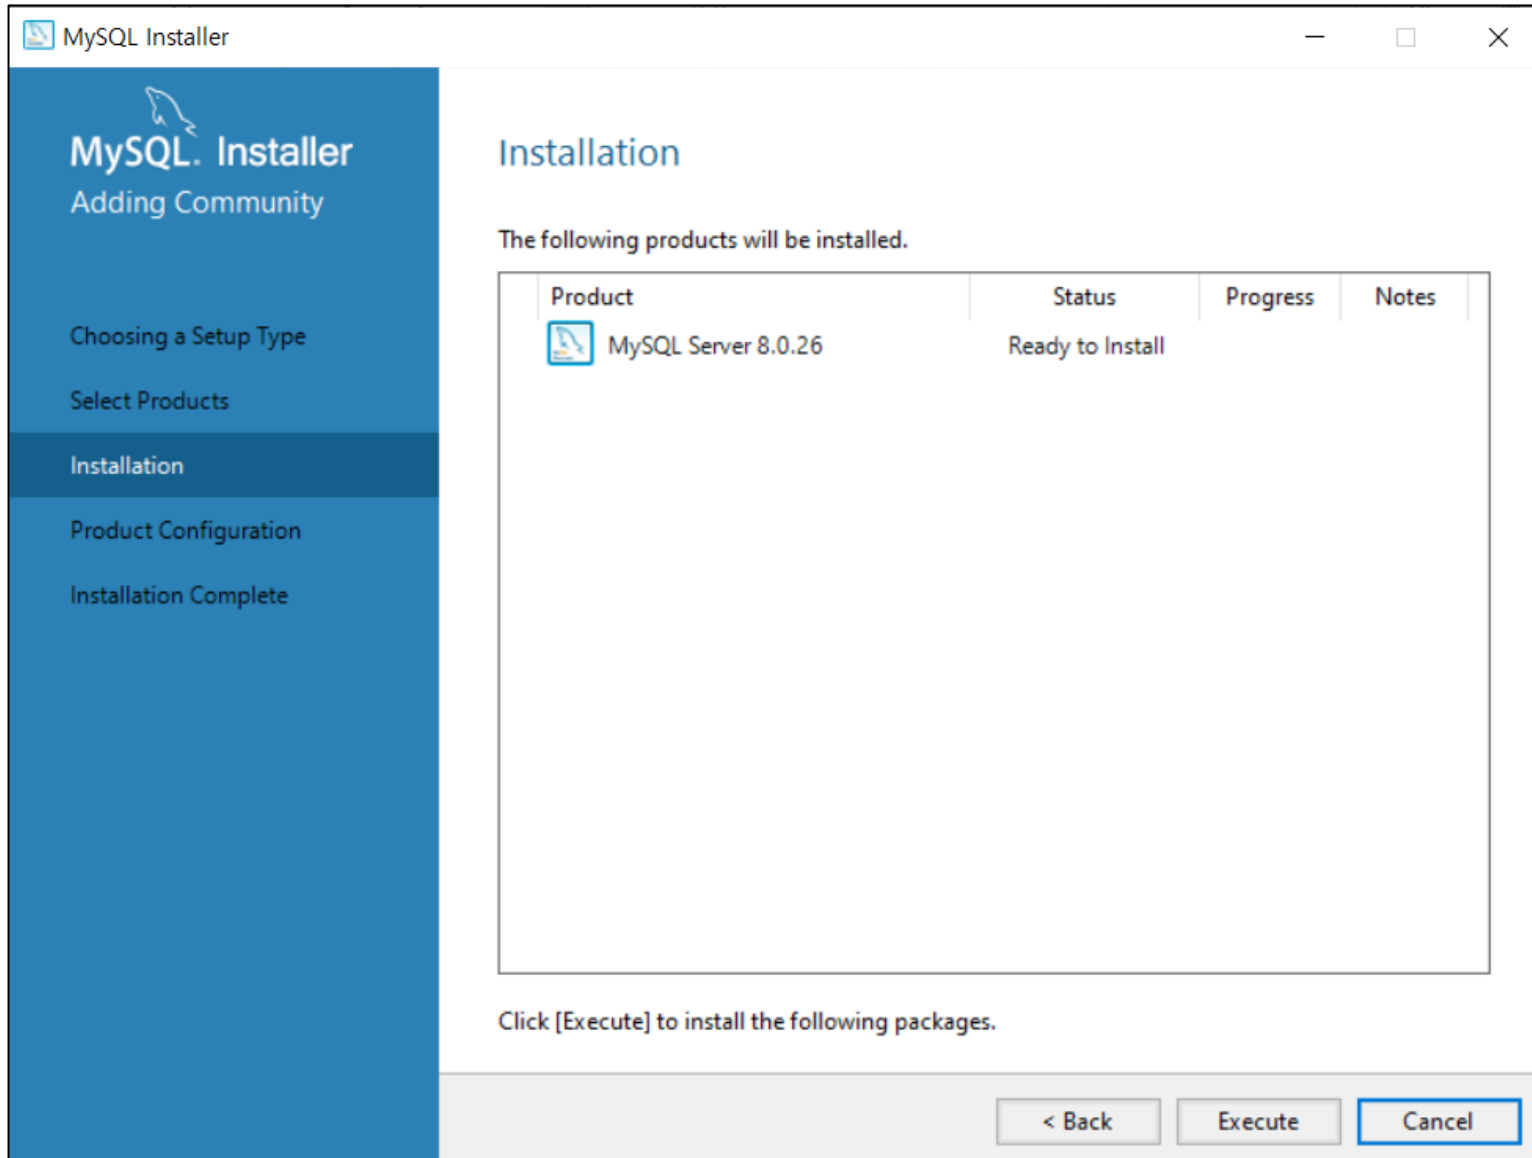 MySQL Installer
MySQL. Installer
Adding Community
Choosing a Setup Type
Select Products
Installation
Product Configuration
Installation Complete
Installation
The following products will be installed.
Product Status Progress Notes
MySQL Server 8.0.26 Ready to Install
Click [Execute] to install the following packages.
< Back Execute Cancel